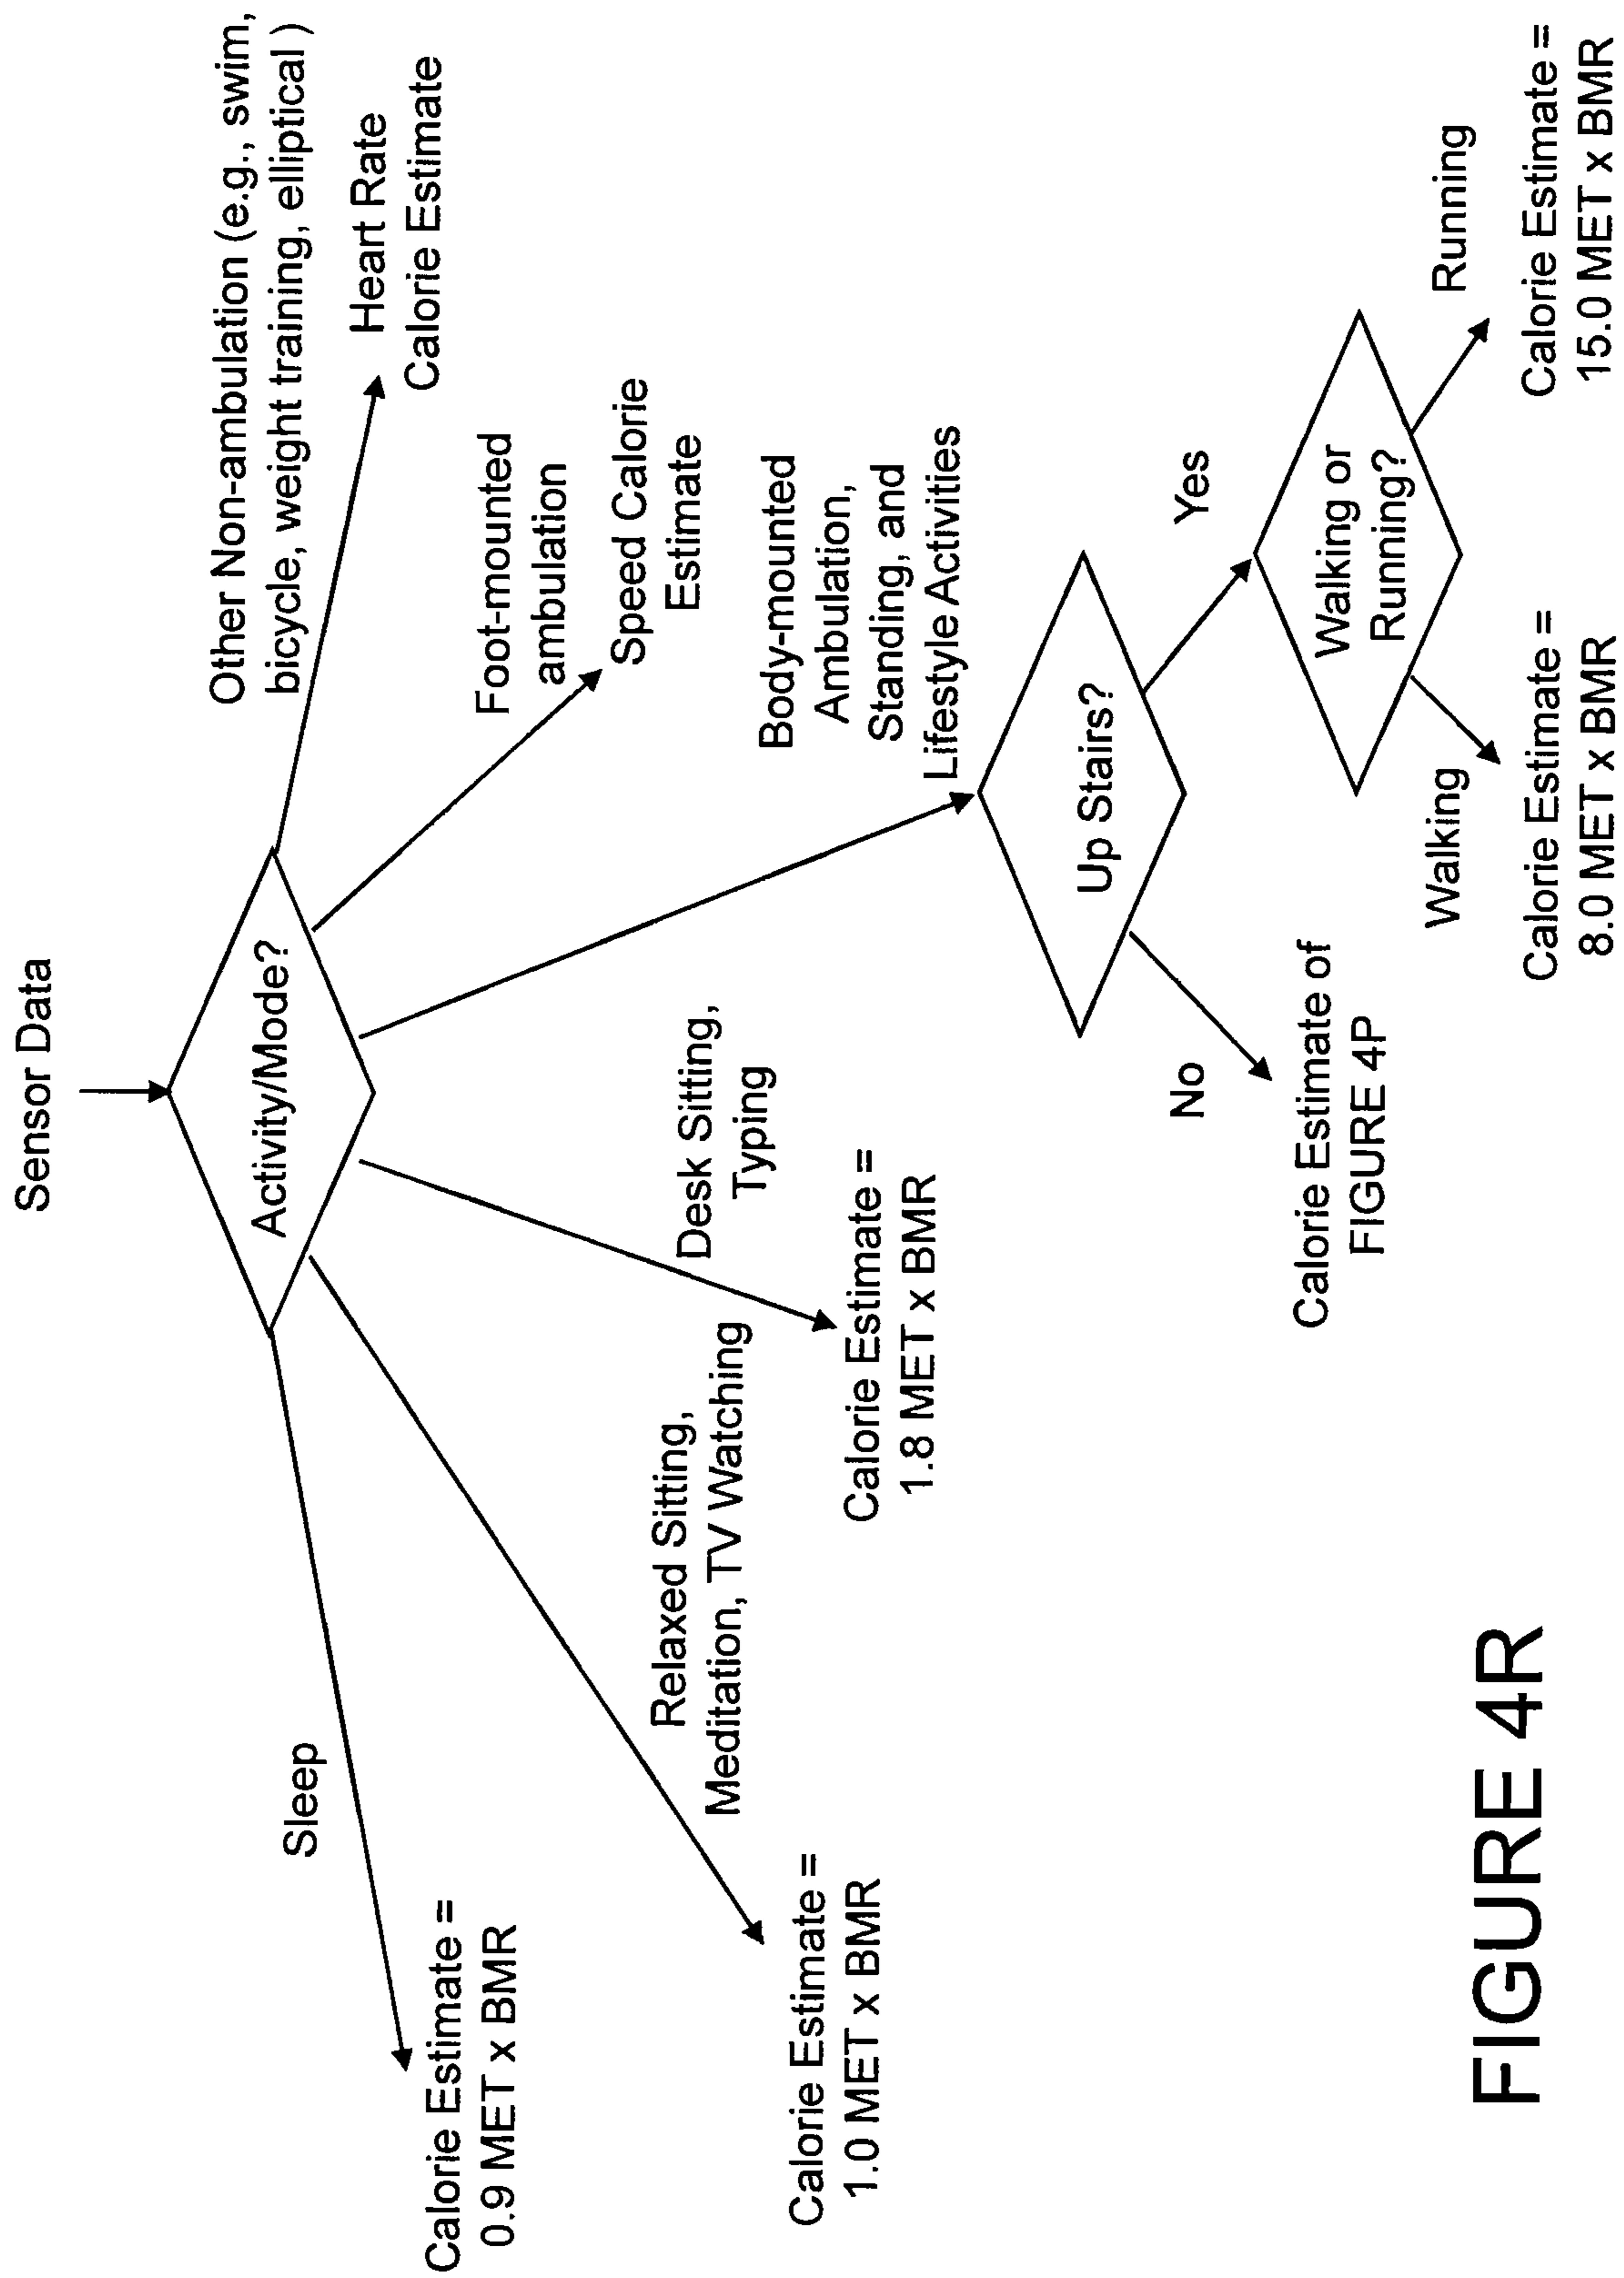 Sensor Data
Activity/Mode?
Sleep
Calorie Estimate =
0.9 MET x BMR
Relaxed Sitting,
Meditation, TV Watching
Calorie Estimate =
1.0 MET x BMR
Desk Sitting,
Typing
Calorie Estimate =
1.8 MET x BMR
Body-mounted
Ambulation,
Standing, and
Lifestyle Activities
Foot-mounted
ambulation
Speed Calorie
Estimate
Other Non-ambulation (e.g., swim,
bicycle, weight training, elliptical )
Heart Rate
Calorie Estimate
Up Stairs?
No
Calorie Estimate of
FIGURE 4P
Yes
Walking or
Running?
Walking
Calorie Estimate =
8.0 MET x BMR
Running
Calorie Estimate =
15.0 MET x BMR
FIGURE 4R